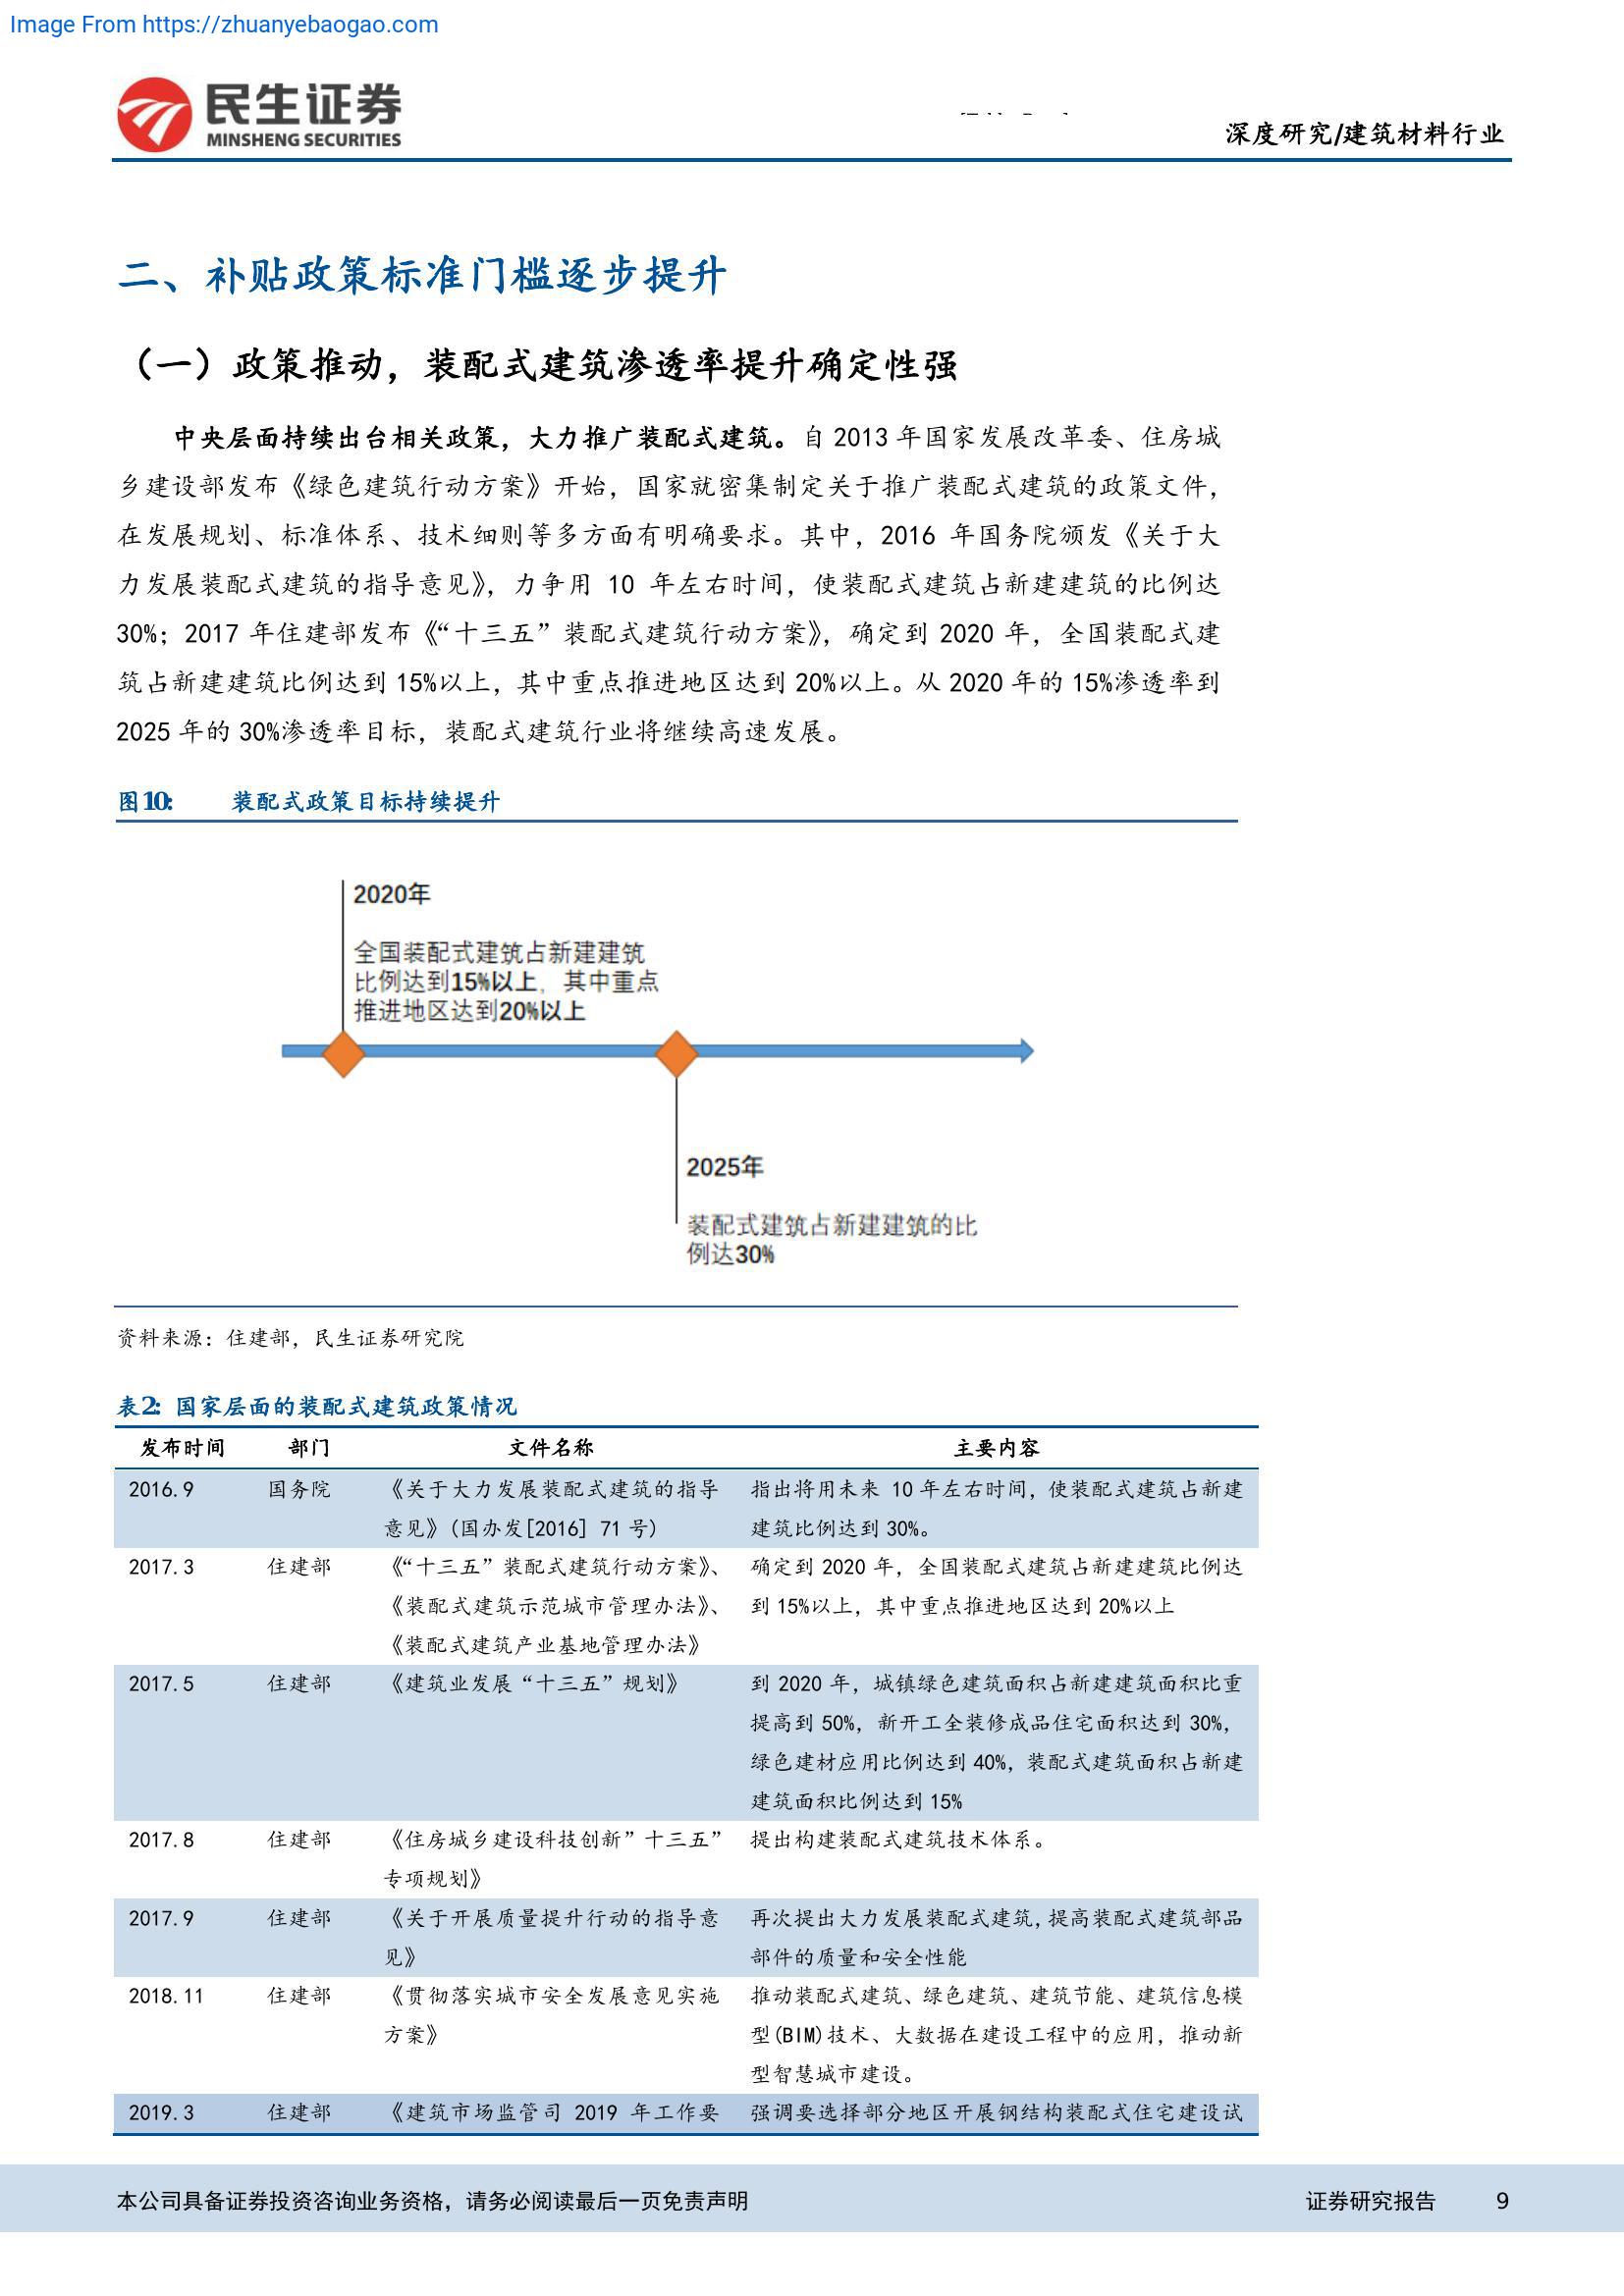 Image From https://zhuanyebaogao.com
民生证券
MINSHENG SECURITIES
深度研究/建筑材料行业
二、补贴政策标准门槛逐步提升
（一）政策推动，装配式建筑渗透率提升确定性强
中央层面持续出台相关政策，大力推广装配式建筑。自 2013 年国家发展改革委、住房城
乡建设部发布《绿色建筑行动方案》开始，国家就密集制定关于推广装配式建筑的政策文件，
在发展规划、标准体系、技术细则等多方面有明确要求。其中，2016 年国务院颁发《关于大
力发展装配式建筑的指导意见》，力争用 10 年左右时间，使装配式建筑占新建建筑的比例达
30%；2017 年住建部发布《“十三五”装配式建筑行动方案》，确定到 2020 年，全国装配式建
筑占新建建筑比例达到 15%以上，其中重点推进地区达到 20%以上。从 2020 年的 15%渗透率到
2025 年的 30%渗透率目标，装配式建筑行业将继续高速发展。
图10: 装配式政策目标持续提升
2020年
全国装配式建筑占新建建筑
比例达到15%以上，其中重点
推进地区达到20%以上
2025年
装配式建筑占新建建筑的比
例达30%
资料来源：住建部，民生证券研究院
表2: 国家层面的装配式建筑政策情况
发布时间 部门 文件名称 主要内容
2016.9 国务院 《关于大力发展装配式建筑的指导 指出将用未来 10 年左右时间，使装配式建筑占新建
意见》(国办发[2016] 71 号) 建筑比例达到 30%。
2017.3 住建部 《“十三五”装配式建筑行动方案》、 确定到 2020 年，全国装配式建筑占新建建筑比例达
《装配式建筑示范城市管理办法》、 到 15%以上，其中重点推进地区达到 20%以上
《装配式建筑产业基地管理办法》
2017.5 住建部 《建筑业发展“十三五”规划》 到 2020 年，城镇绿色建筑面积占新建建筑面积比重
提高到 50%，新开工全装修成品住宅面积达到 30%，
绿色建材应用比例达到 40%，装配式建筑面积占新建
建筑面积比例达到 15%
2017.8 住建部 《住房城乡建设科技创新”十三五” 提出构建装配式建筑技术体系。
专项规划》
2017.9 住建部 《关于开展质量提升行动的指导意 再次提出大力发展装配式建筑,提高装配式建筑部品
见》 部件的质量和安全性能
2018.11 住建部 《贯彻落实城市安全发展意见实施 推动装配式建筑、绿色建筑、建筑节能、建筑信息模
方案》 型(BIM)技术、大数据在建设工程中的应用，推动新
型智慧城市建设。
2019.3 住建部 《建筑市场监管司 2019 年工作要 强调要选择部分地区开展钢结构装配式住宅建设试
本公司具备证券投资咨询业务资格，请务必阅读最后一页免责声明 证券研究报告 9